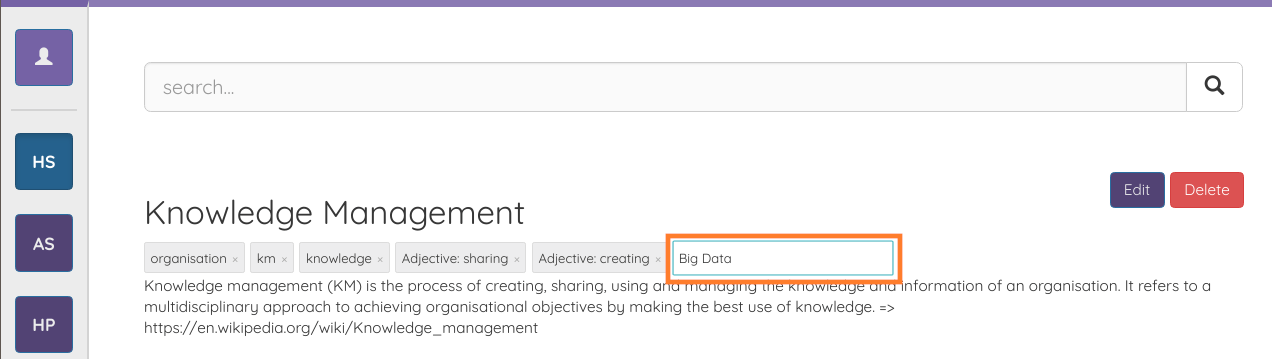 search...
HS
Edit Delete
Knowledge Management
AS
organisation × km × knowledge × Adjective: sharing × Adjective: creating × Big Data
Knowledge management (KM) is the process of creating, sharing, using and managing the knowledge and information of an organisation. It refers to a
multidisciplinary approach to achieving organisational objectives by making the best use of knowledge. =>
HP
https://en.wikipedia.org/wiki/Knowledge_management